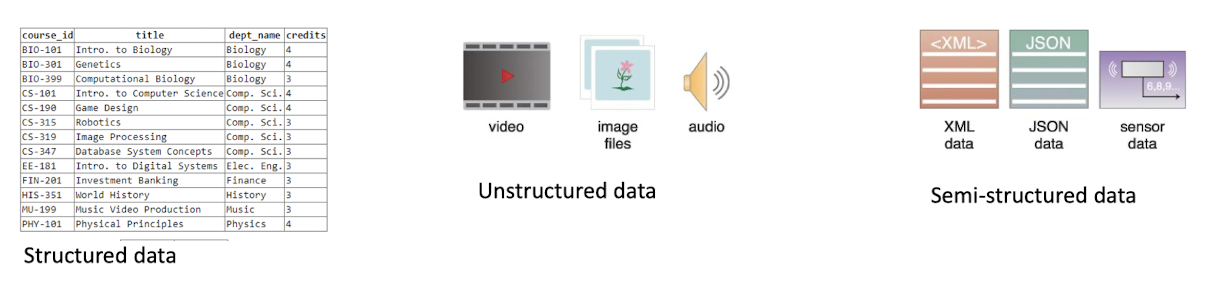 course_id title dept_name credits
BIO-101 Intro. to Biology Biology 4
BIO-301 Genetics Biology 4
BIO-399 Computational Biology Biology 3
CS-101 Intro. to Computer Science Comp. Sci. 4
CS-190 Game Design Comp. Sci. 4
CS-315 Robotics Comp. Sci. 3
CS-319 Image Processing Comp. Sci. 3
CS-347 Database System Concepts Comp. Sci. 3
EE-181 Intro. to Digital Systems Elec. Eng. 3
FIN-201 Investment Banking Finance 3
HIS-351 World History History 3
MU-199 Music Video Production Music 3
PHY-101 Physical Principles Physics 4
Structured data
video
image
files
audio
Unstructured data
<XML>
JSON
6,8,9...
XML
data
JSON
data
sensor
data
Semi-structured data